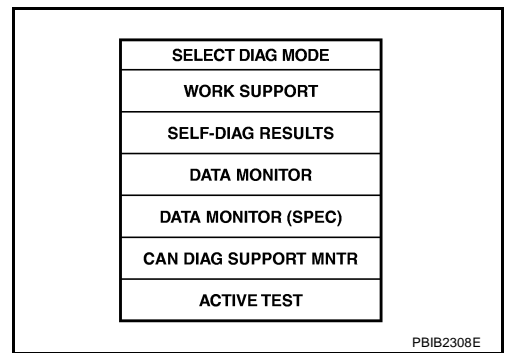 SELECT DIAG MODE
WORK SUPPORT
SELF-DIAG RESULTS
DATA MONITOR
DATA MONITOR (SPEC)
CAN DIAG SUPPORT MNTR
ACTIVE TEST
PBIB2308E